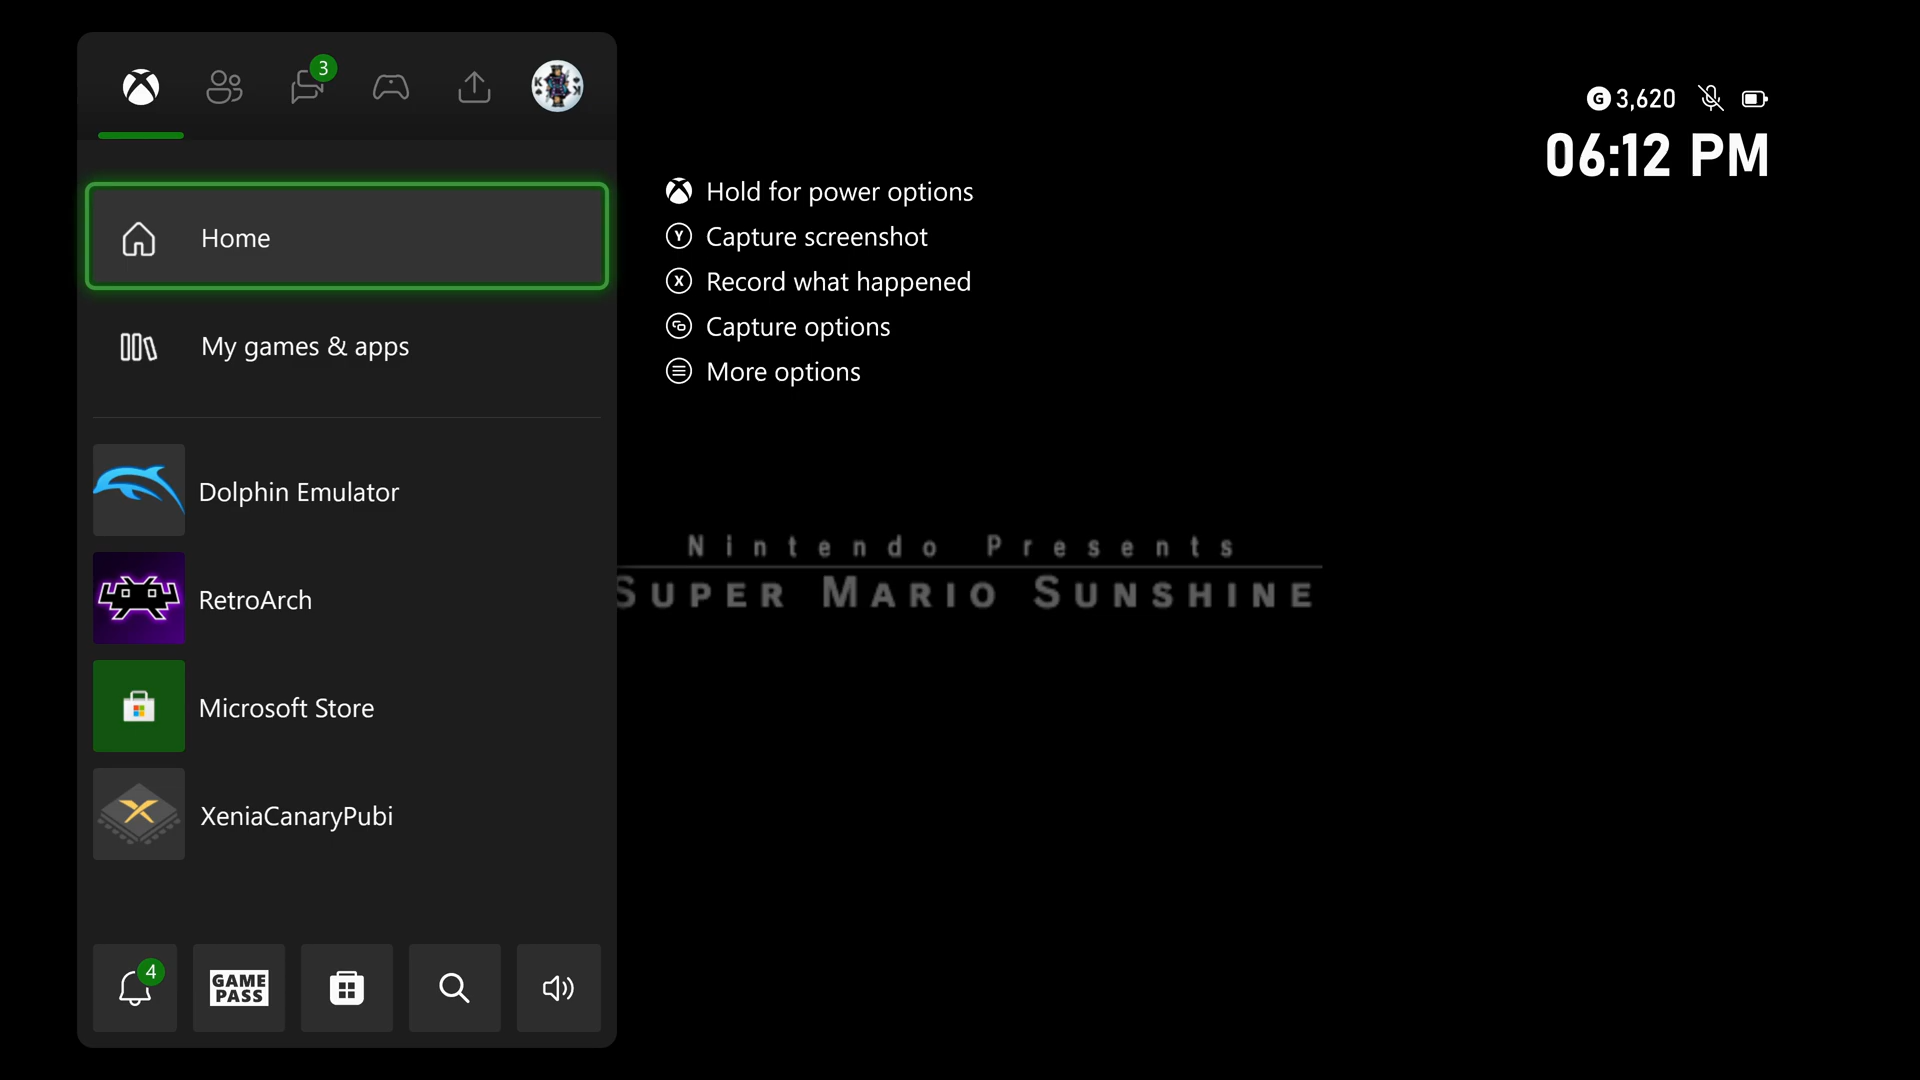 3
G 3,620
06:12 PM
Home
My games & apps
Hold for power options
Y Capture screenshot
X Record what happened
Capture options
More options
Dolphin Emulator
RetroArch
Microsoft Store
XeniaCanaryPubi
Nintendo Presents
SUPER MARIO SUNSHINE
4
GAME
PASS
K K